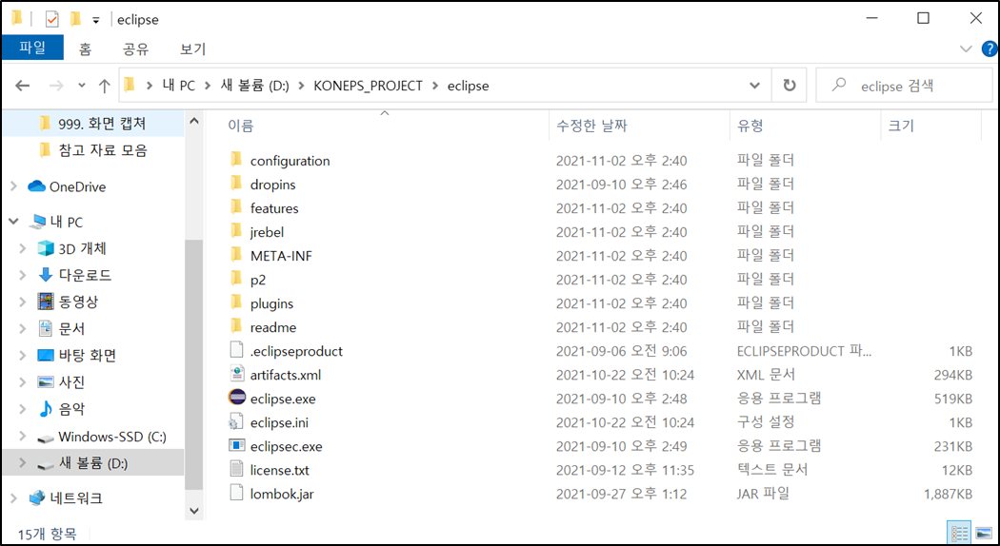 eclipse
파일 홈 공유 보기
내 PC 새 볼륨 (D:) KONEPS_PROJECT eclipse eclipse 검색
999. 화면 캡쳐
참고 자료 모음
OneDrive
내 PC
3D 개체
다운로드
동영상
문서
바탕 화면
사진
음악
Windows-SSD (C:)
새 볼륨 (D:)
네트워크
이름 수정한 날짜 유형 크기
configuration 2021-11-02 오후 2:40 파일 폴더
dropins 2021-09-10 오후 2:46 파일 폴더
features 2021-11-02 오후 2:40 파일 폴더
jrebel 2021-11-02 오후 2:40 파일 폴더
META-INF 2021-11-02 오후 2:40 파일 폴더
p2 2021-11-02 오후 2:40 파일 폴더
plugins 2021-11-02 오후 2:40 파일 폴더
readme 2021-11-02 오후 2:40 파일 폴더
.eclipseproduct 2021-09-06 오전 9:06 ECLIPSEPRODUCT 파... 1KB
artifacts.xml 2021-10-22 오전 10:24 XML 문서 294KB
eclipse.exe 2021-09-10 오후 2:48 응용 프로그램 519KB
eclipse.ini 2021-10-22 오전 10:24 구성 설정 1KB
eclipsec.exe 2021-09-10 오후 2:49 응용 프로그램 231KB
license.txt 2021-09-12 오후 11:35 텍스트 문서 12KB
lombok.jar 2021-09-27 오후 1:12 JAR 파일 1,887KB
15개 항목